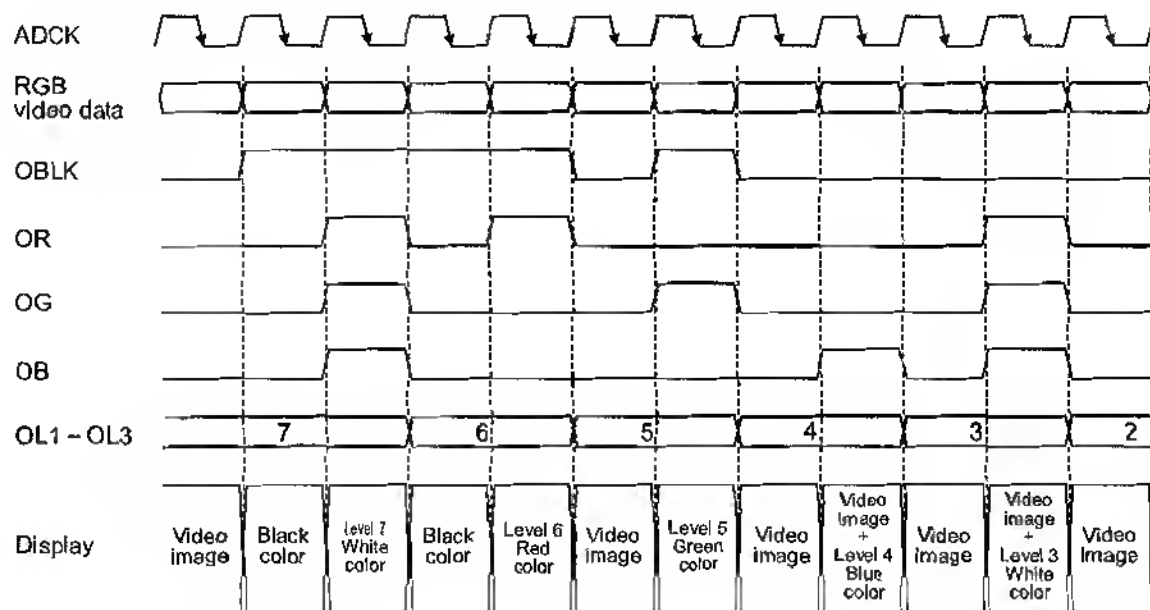 ADCK
RGB
video data
OBLK
OR
OG
OB
OL1 – OL3
7
6
5
4
3
2
Display
Video
image
Black
color
Level 7
White
color
Black
color
Level 6
Red
color
Video
image
Level 5
Green
color
Video
image
Video
Image
+
Level 4
Blue
color
Video
image
Video
image
+
Level 3
White
color
Video
Image